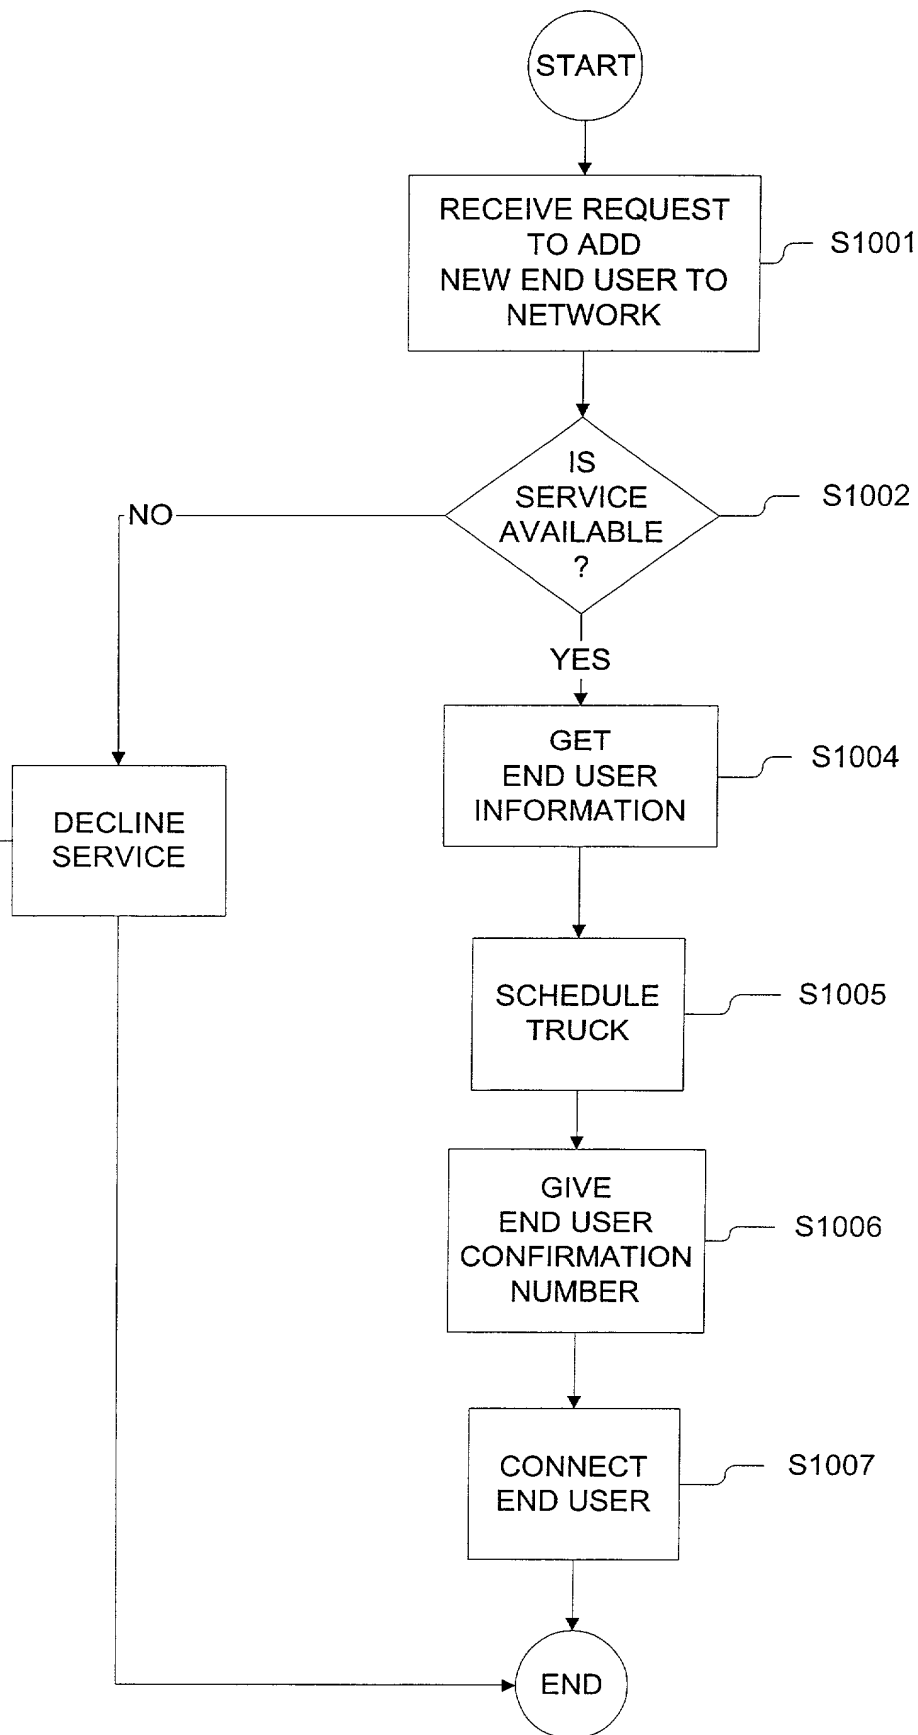 START
RECEIVE REQUEST
TO ADD
NEW END USER TO
NETWORK
S1001
IS
SERVICE
AVAILABLE
?
S1002
NO
YES
GET
END USER
INFORMATION
S1004
DECLINE
SERVICE
SCHEDULE
TRUCK
S1005
GIVE
END USER
CONFIRMATION
NUMBER
S1006
CONNECT
END USER
S1007
END